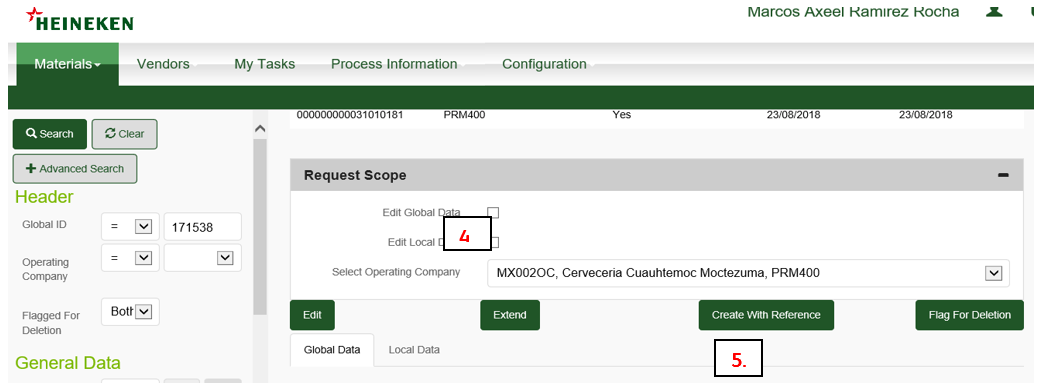 HEINEKEN
Marcos Axeel Ramirez Rocha
Materials Vendors My Tasks Process Information Configuration
000000000031010181 PRM400 Yes 23/08/2018 23/08/2018
Search Clear
Advanced Search
Header
Global ID = 171538
Operating Company =
Flagged For Deletion Both
General Data
Request Scope
Edit Global Data
4
Edit Local
Select Operating Company MX002OC, Cerveceria Cuauhtemoc Moctezuma, PRM400
Edit Extend Create With Reference Flag For Deletion
Global Data Local Data
5.